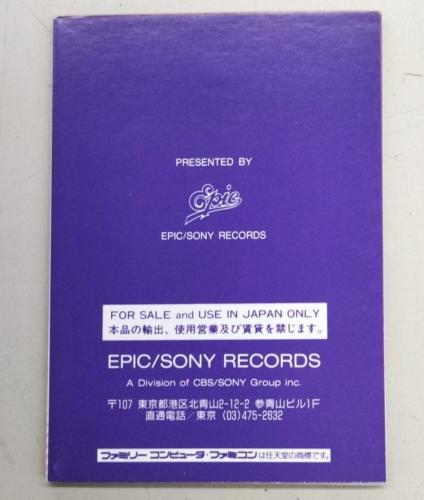 PRESENTED BY
Epic
EPIC/SONY RECORDS
FOR SALE and USE IN JAPAN ONLY
本品の輸出、使用営業及び賃貸を禁じます。
EPIC/SONY RECORDS
A Division of CBS/SONY Group inc.
〒107 東京都港区北青山2-12-2 参青山ビル1F
直通電話/東京 (03)475-2632
ファミリー コンピュータ・ファミコンは任天堂の商標です。